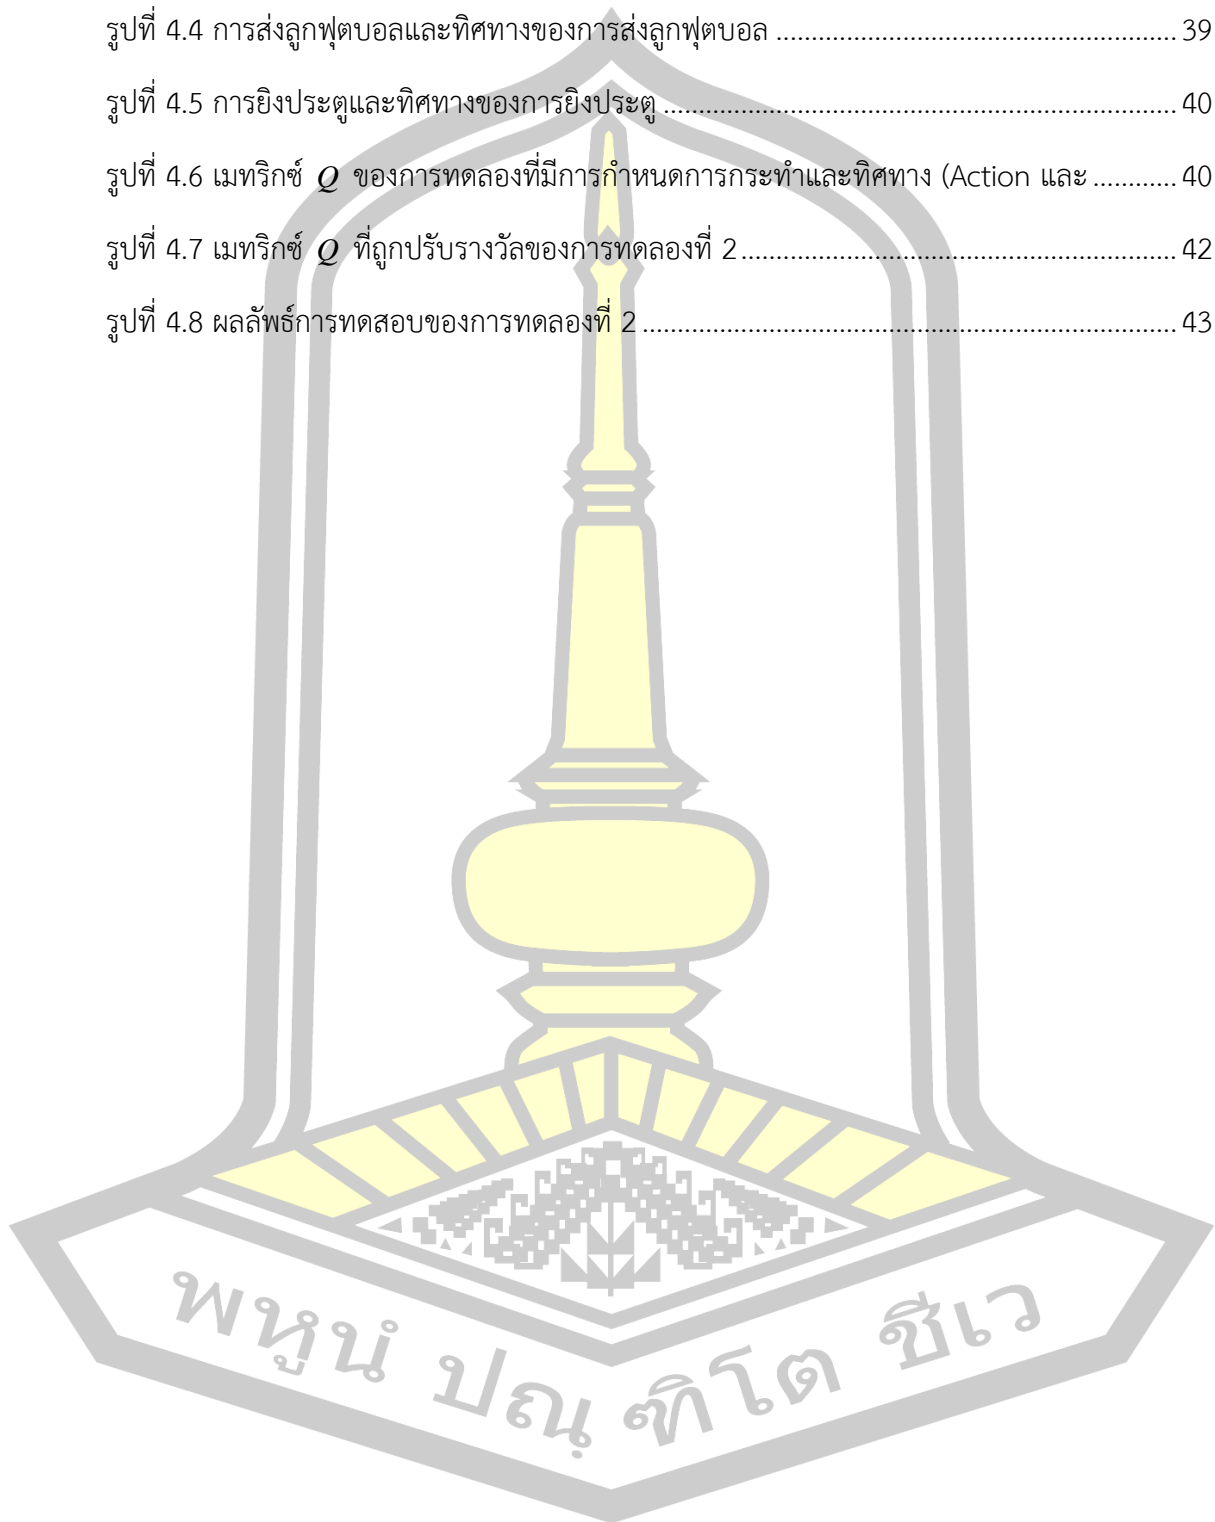 รูปที่ 4.4 การส่งลูกฟุตบอลและทิศทางของการส่งลูกฟุตบอล ................................................... 39
รูปที่ 4.5 การยิงประตูและทิศทางของการยิงประตู ................................................................. 40
รูปที่ 4.6 เมทริกซ์ Q ของการทดลองที่มีการกำหนดการกระทำและทิศทาง (Action และ ............ 40
รูปที่ 4.7 เมทริกซ์ Q ที่ถูกปรับรางวัลของการทดลองที่ 2 ....................................................... 42
รูปที่ 4.8 ผลลัพธ์การทดสอบของการทดลองที่ 2 .................................................................... 43
พหูนํ ปณฺฑิโต ชีเว